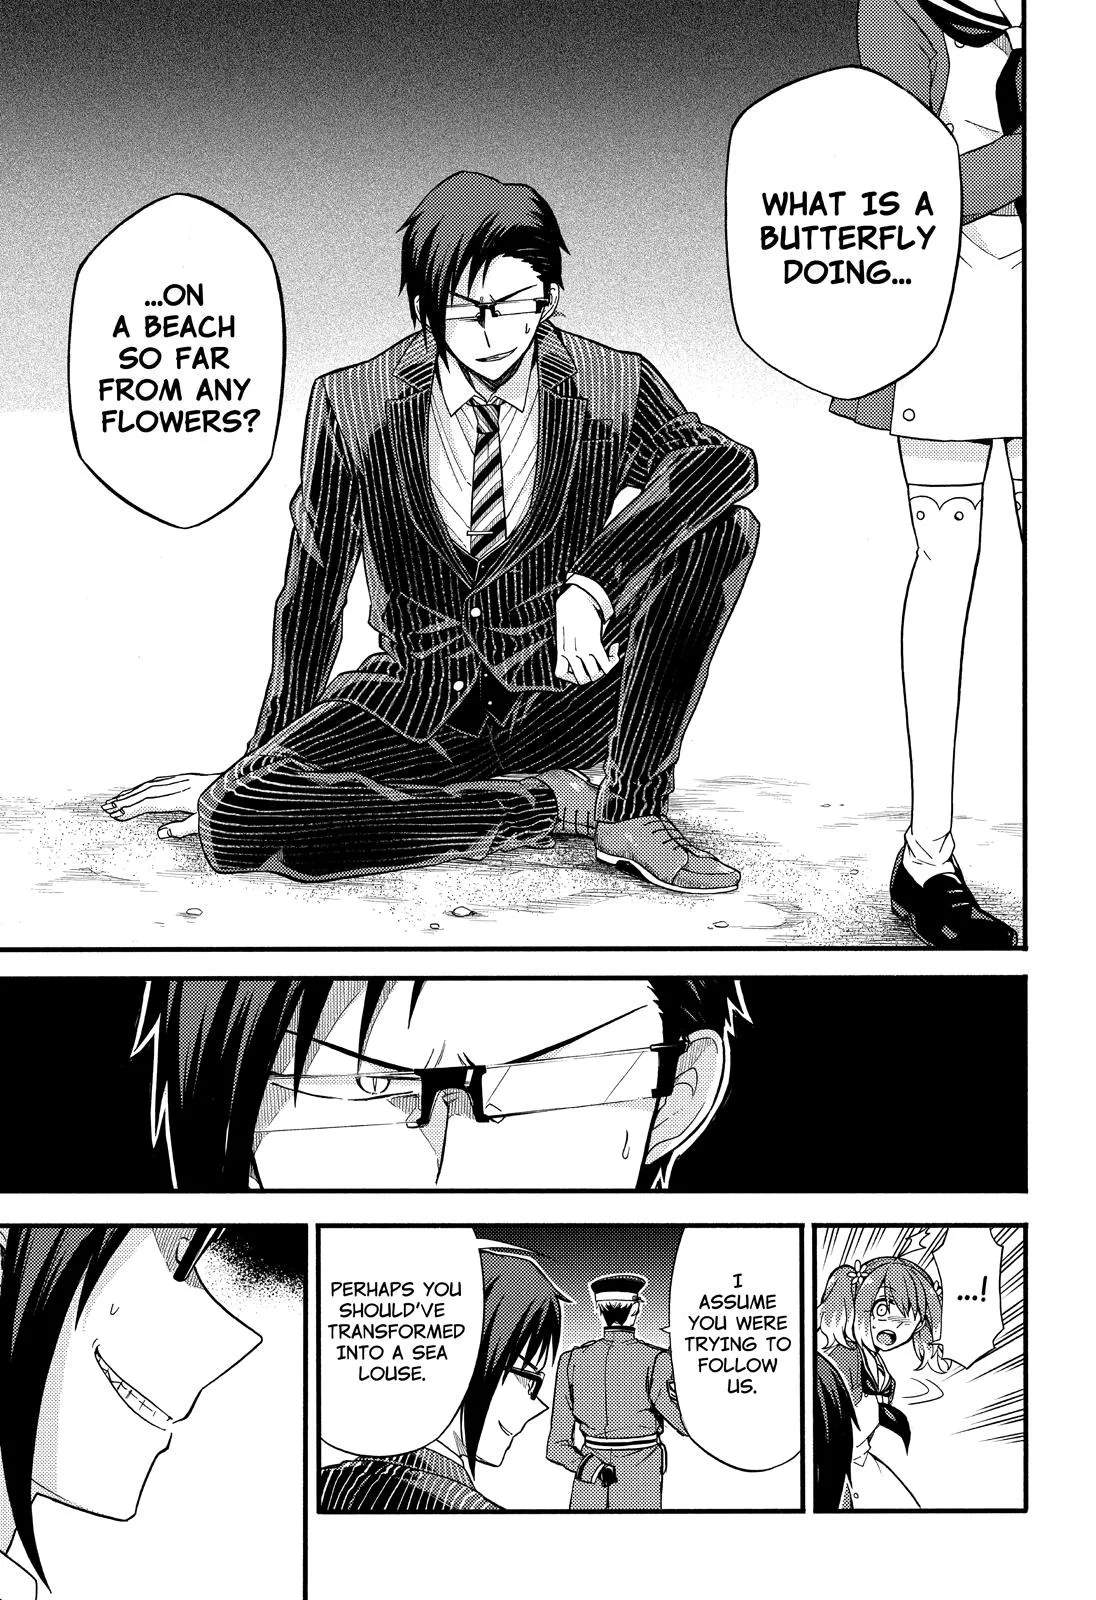 WHAT IS A
BUTTERFLY
DOING...
...ON
A BEACH
SO FAR
FROM ANY
FLOWERS?
...!
I
ASSUME
YOU WERE
TRYING TO
FOLLOW
US.
PERHAPS YOU
SHOULD'VE
TRANSFORMED
INTO A SEA
LOUSE.